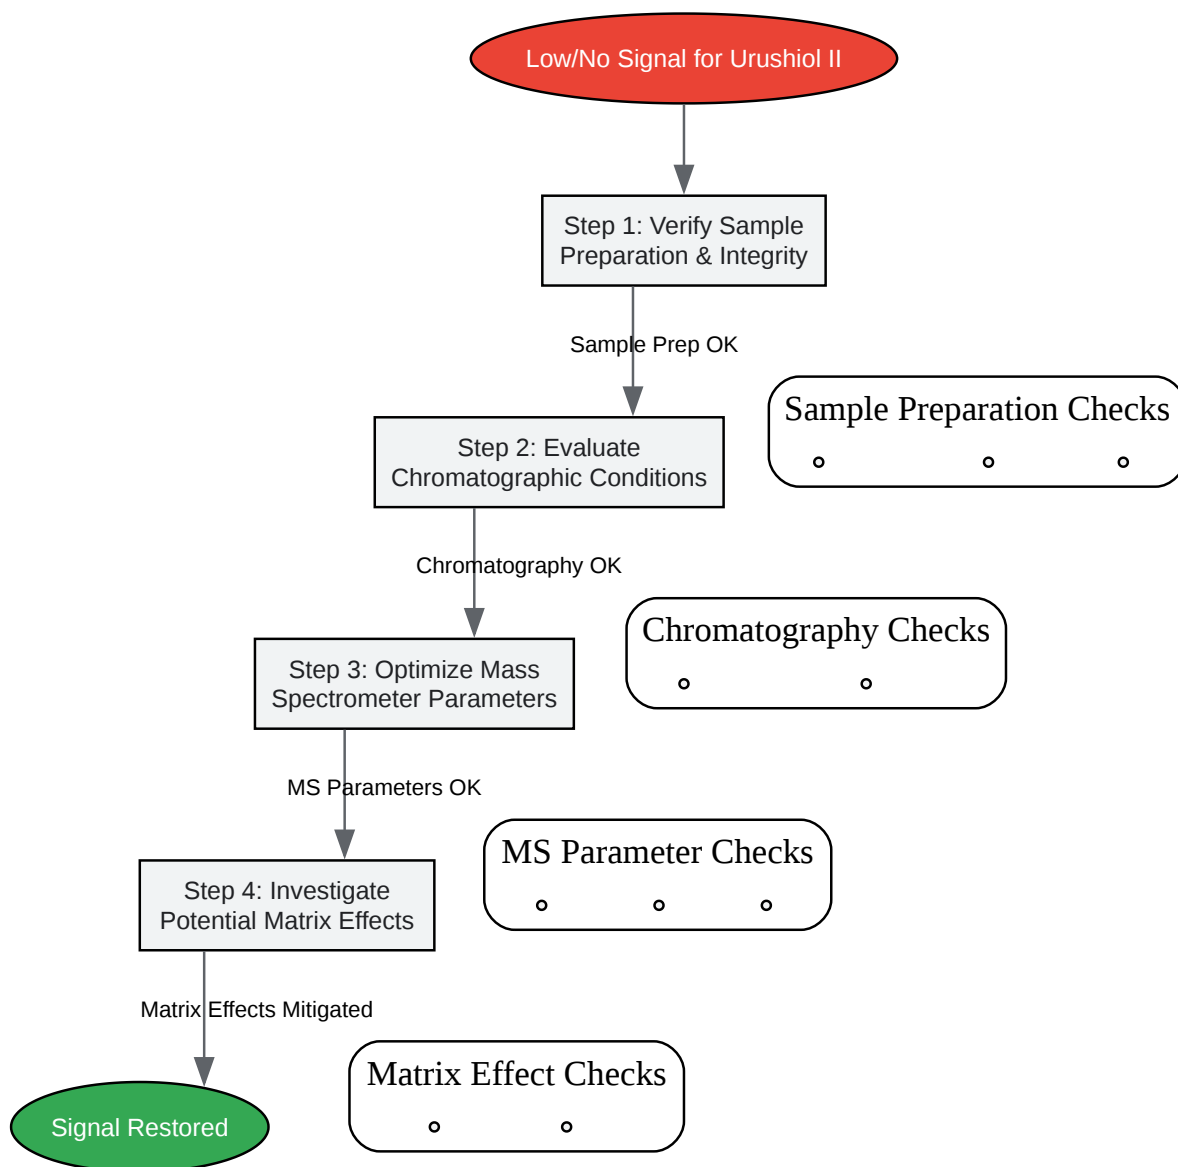 Low/No Signal for Urushiol II
Step 1: Verify Sample
Preparation & Integrity
Sample Prep OK
Sample Preparation Checks
Step 2: Evaluate
Chromatographic Conditions
Chromatography OK
Chromatography Checks
Step 3: Optimize Mass
Spectrometer Parameters
MS Parameters OK
MS Parameter Checks
Step 4: Investigate
Potential Matrix Effects
Matrix Effects Mitigated
Matrix Effect Checks
Signal Restored